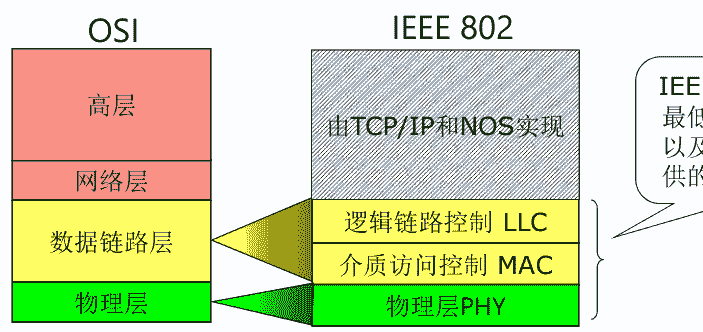 OSI
IEEE 802
高层
网络层
数据链路层
物理层
由TCP/IP和NOS实现
逻辑链路控制 LLC
介质访问控制 MAC
物理层PHY
IEE
最低
以及
供的